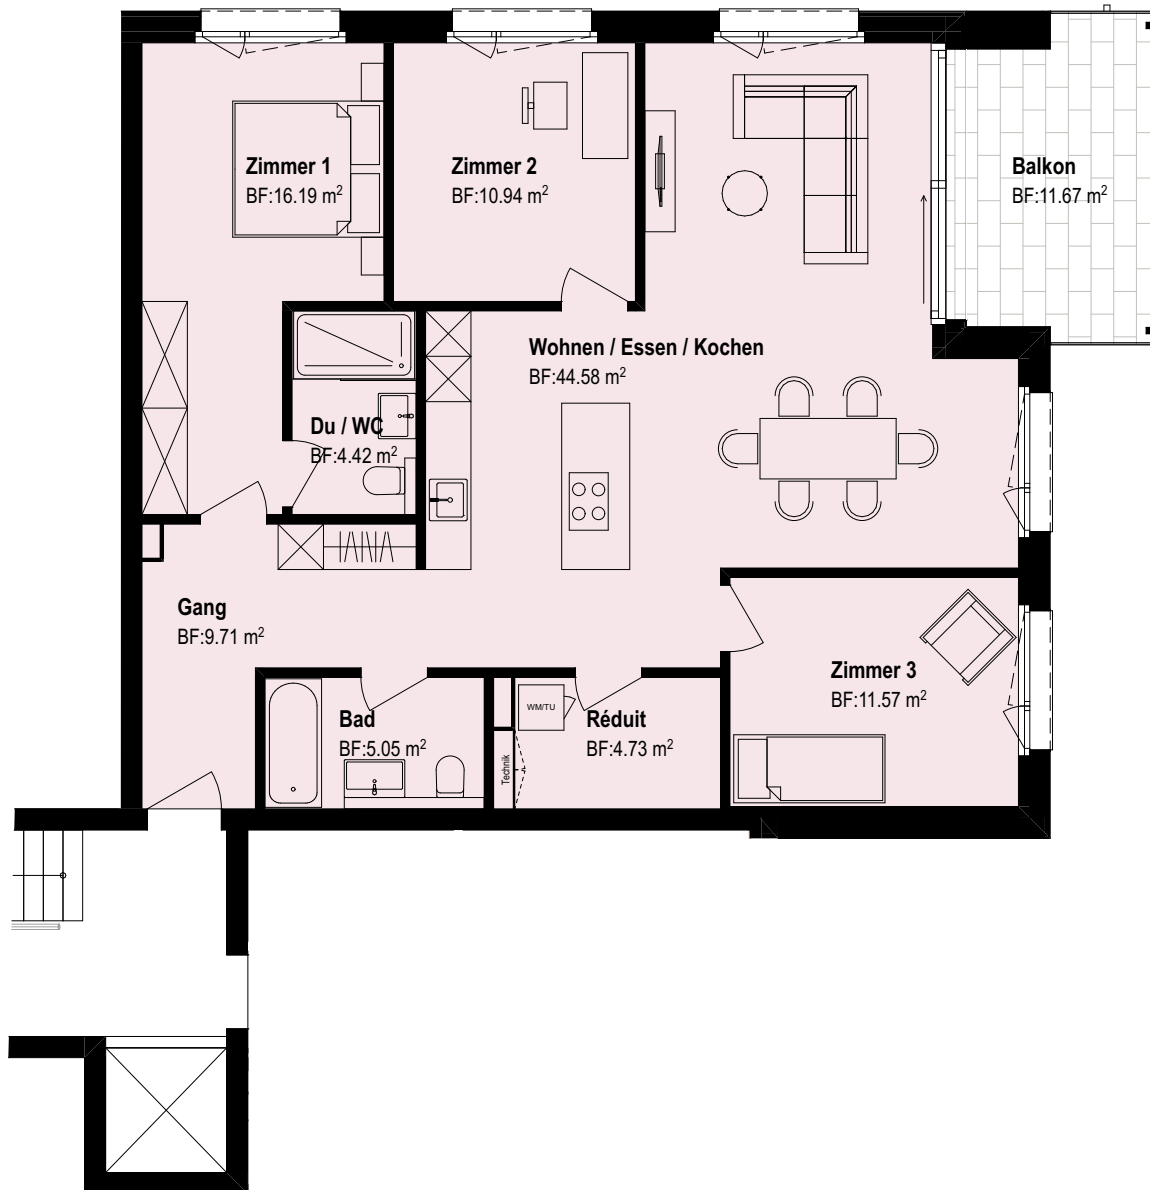 Zimmer 1
BF:16.19 m²
Zimmer 2
BF:10.94 m²
Balkon
BF:11.67 m²
Wohnen / Essen / Kochen
BF:44.58 m²
Du / WC
BF:4.42 m²
Gang
BF:9.71 m²
Zimmer 3
BF:11.57 m²
Bad
BF:5.05 m²
WM/TU
Réduit
BF:4.73 m²
Technik